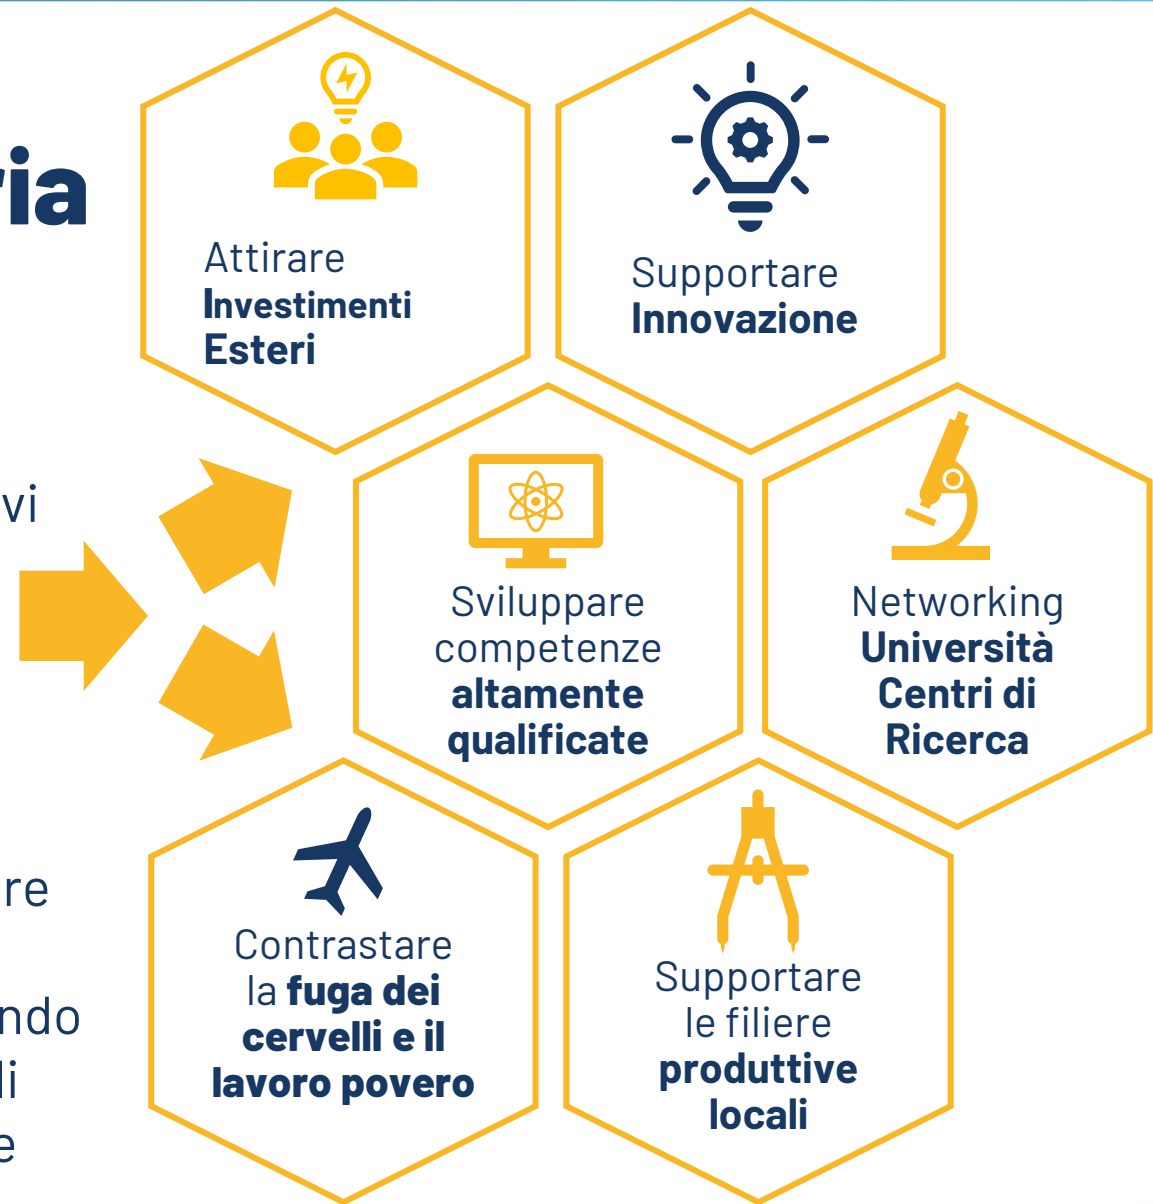 ria
vi
re
ndo
li
e
Attirare
Investimenti
Esteri
Supportare
Innovazione
Sviluppare
competenze
altamente
qualificate
Networking
Università
Centri di
Ricerca
Contrastare
la fuga dei
cervelli e il
lavoro povero
Supportare
le filiere
produttive
locali